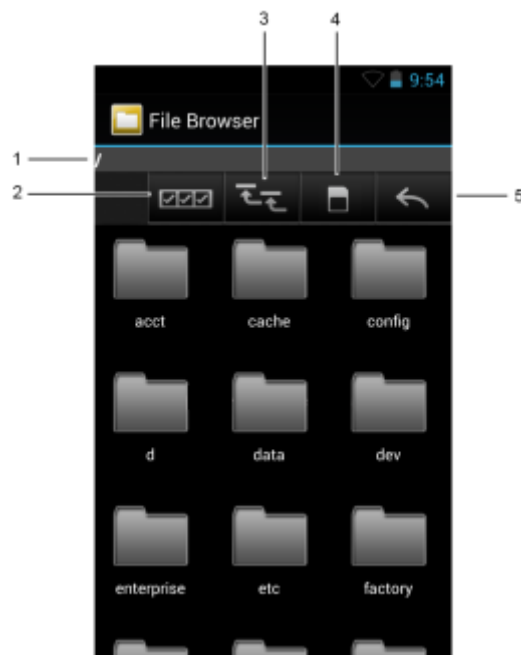 3 4
9:54
File Browser
1 /
2 5
acct cache config
d data dev
enterprise etc factory